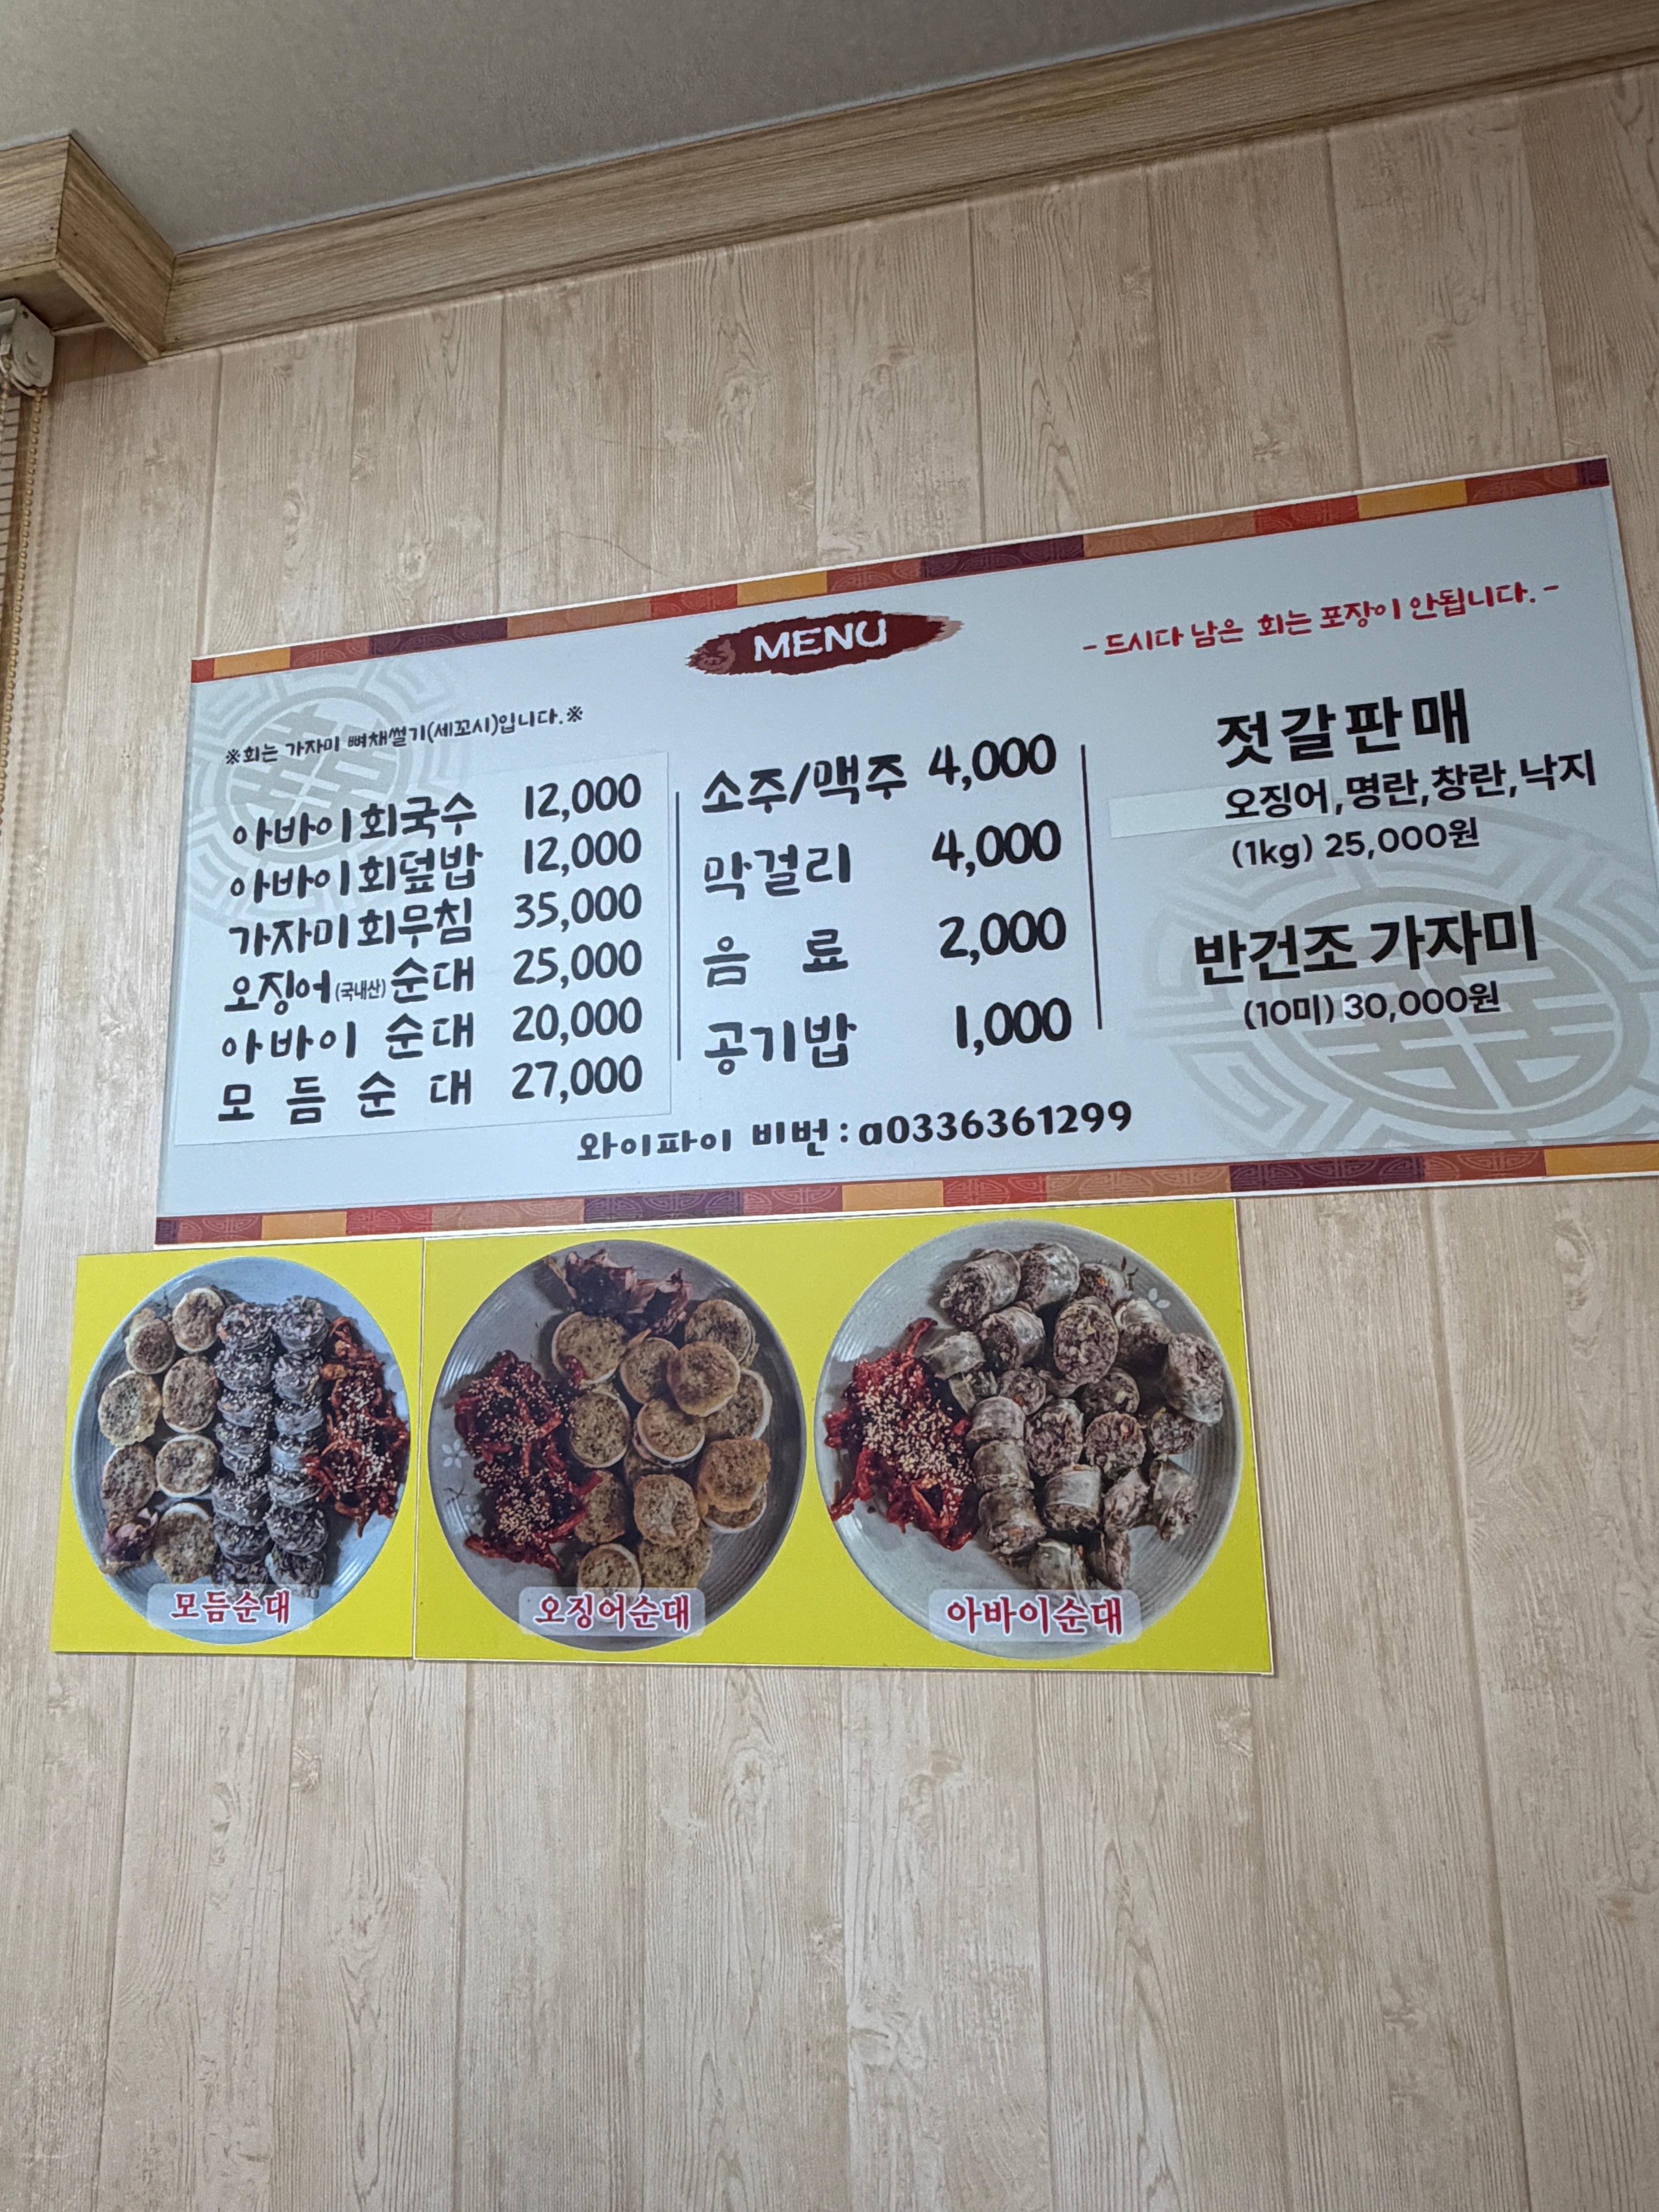 MENU
- 드시다 남은 회는 포장이 안됩니다. -
※회는 가자미 뼈채썰기(세꼬시)입니다.※
아바이회국수 12,000
아바이회덮밥 12,000
가자미회무침 35,000
오징어(국내산)순대 25,000
아바이 순대 20,000
모듬순대 27,000
소주/맥주 4,000
막걸리 4,000
음료 2,000
공기밥 1,000
젓갈판매
오징어,명란,창란,낙지
(1kg) 25,000원
반건조 가자미
(10미) 30,000원
와이파이 비번 : a0336361299
모듬순대
오징어순대
아바이순대